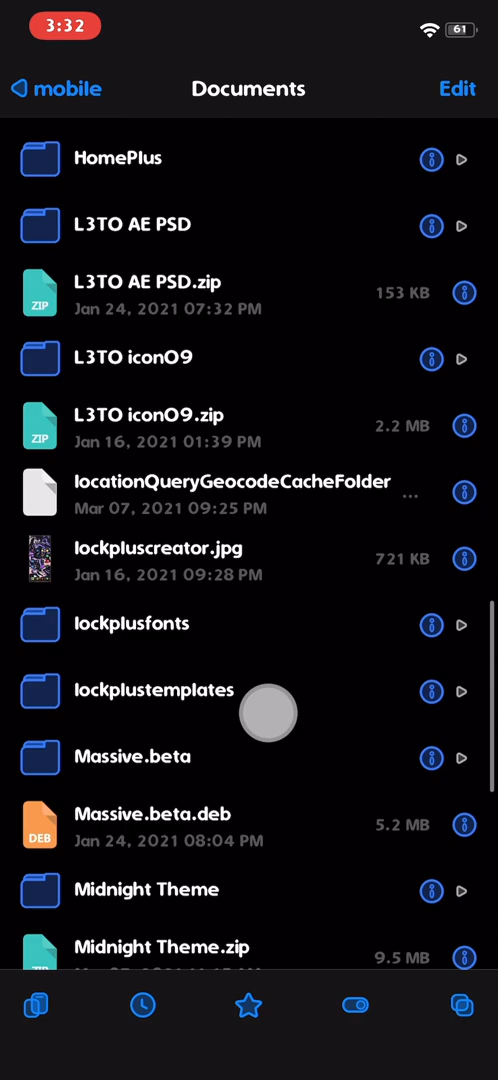 3:32
61
mobile
Documents
Edit
HomePlus
L3TO AE PSD
L3TO AE PSD.zip
153 KB
ZIP
Jan 24, 2021 07:32 PM
L3TO iconO9
L3TO iconO9.zip
2.2 MB
ZIP
Jan 16, 2021 01:39 PM
locationQueryGeocodeCacheFolder
...
Mar 07, 2021 09:25 PM
lockpluscreator.jpg
721 KB
Jan 16, 2021 09:28 PM
lockplusfonts
lockplustemplates
Massive.beta
Massive.beta.deb
5.2 MB
DEB
Jan 24, 2021 08:04 PM
Midnight Theme
Midnight Theme.zip
9.5 MB